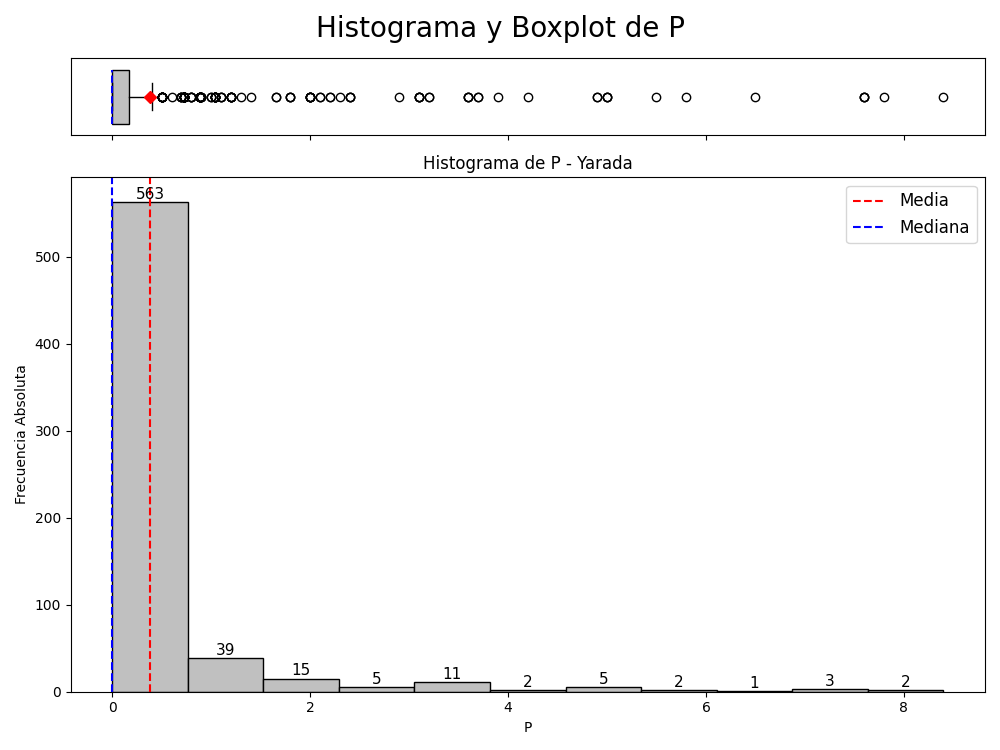 Histograma y Boxplot de P
Histograma de P - Yarada
Media
Mediana
Frecuencia Absoluta
500
400
300
200
100
0
563
39
15
5
11
2
5
2
1
3
2
0 2 4 6 8
P